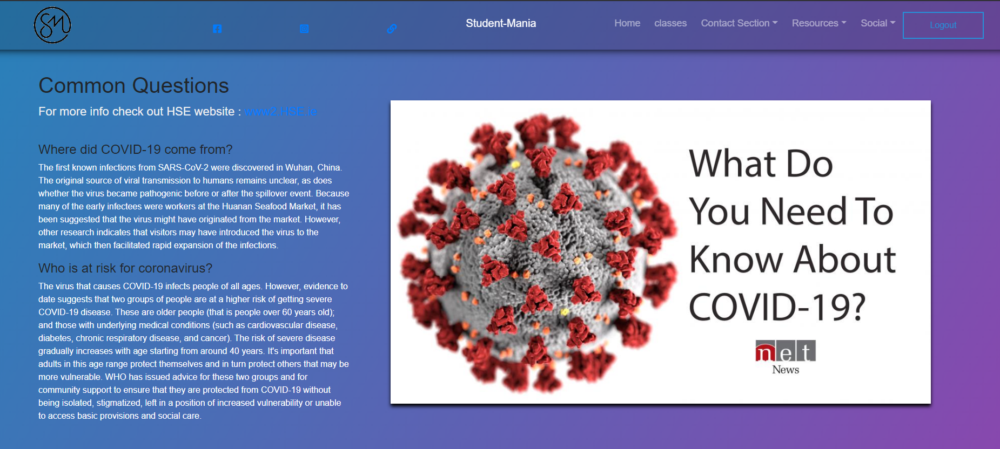 SM
Student-Mania
Home
classes
Contact Section
Resources
Social
Logout
Common Questions
For more info check out HSE website : www2.HSE.ie
Where did COVID-19 come from?
The first known infections from SARS-CoV-2 were discovered in Wuhan, China.
The original source of viral transmission to humans remains unclear, as does
whether the virus became pathogenic before or after the spillover event. Because
many of the early infectees were workers at the Huanan Seafood Market, it has
been suggested that the virus might have originated from the market. However,
other research indicates that visitors may have introduced the virus to the
market, which then facilitated rapid expansion of the infections.
Who is at risk for coronavirus?
The virus that causes COVID-19 infects people of all ages. However, evidence to
date suggests that two groups of people are at a higher risk of getting severe
COVID-19 disease. These are older people (that is people over 60 years old);
and those with underlying medical conditions (such as cardiovascular disease,
diabetes, chronic respiratory disease, and cancer). The risk of severe disease
gradually increases with age starting from around 40 years. It's important that
adults in this age range protect themselves and in turn protect others that may be
more vulnerable. WHO has issued advice for these two groups and for
community support to ensure that they are protected from COVID-19 without
being isolated, stigmatized, left in a position of increased vulnerability or unable
to access basic provisions and social care.
What Do
You Need To
Know About
COVID-19?
net
News